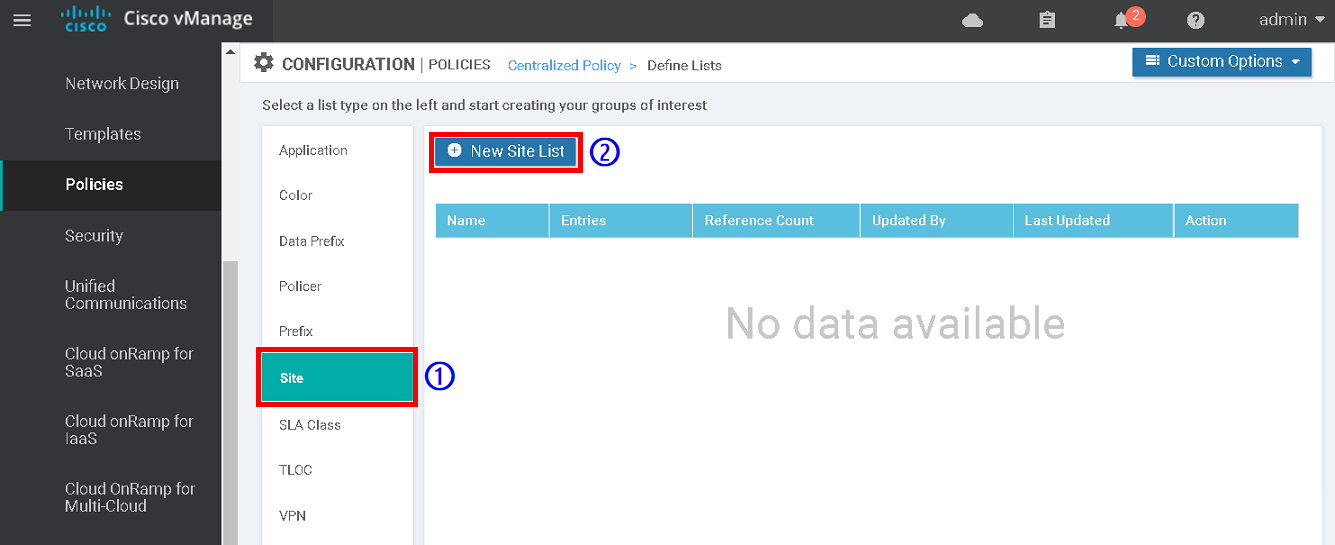 cisco Cisco vManage
2
admin
Network Design
Templates
Policies
Security
Unified
Communications
Cloud onRamp for
SaaS
Cloud onRamp for
IaaS
Cloud OnRamp for
Multi-Cloud
CONFIGURATION | POLICIES Centralized Policy > Define Lists
Custom Options
Select a list type on the left and start creating your groups of interest
Application
Color
Data Prefix
Policer
Prefix
Site
①
SLA Class
TLOC
VPN
New Site List
②
Name Entries Reference Count Updated By Last Updated Action
No data available